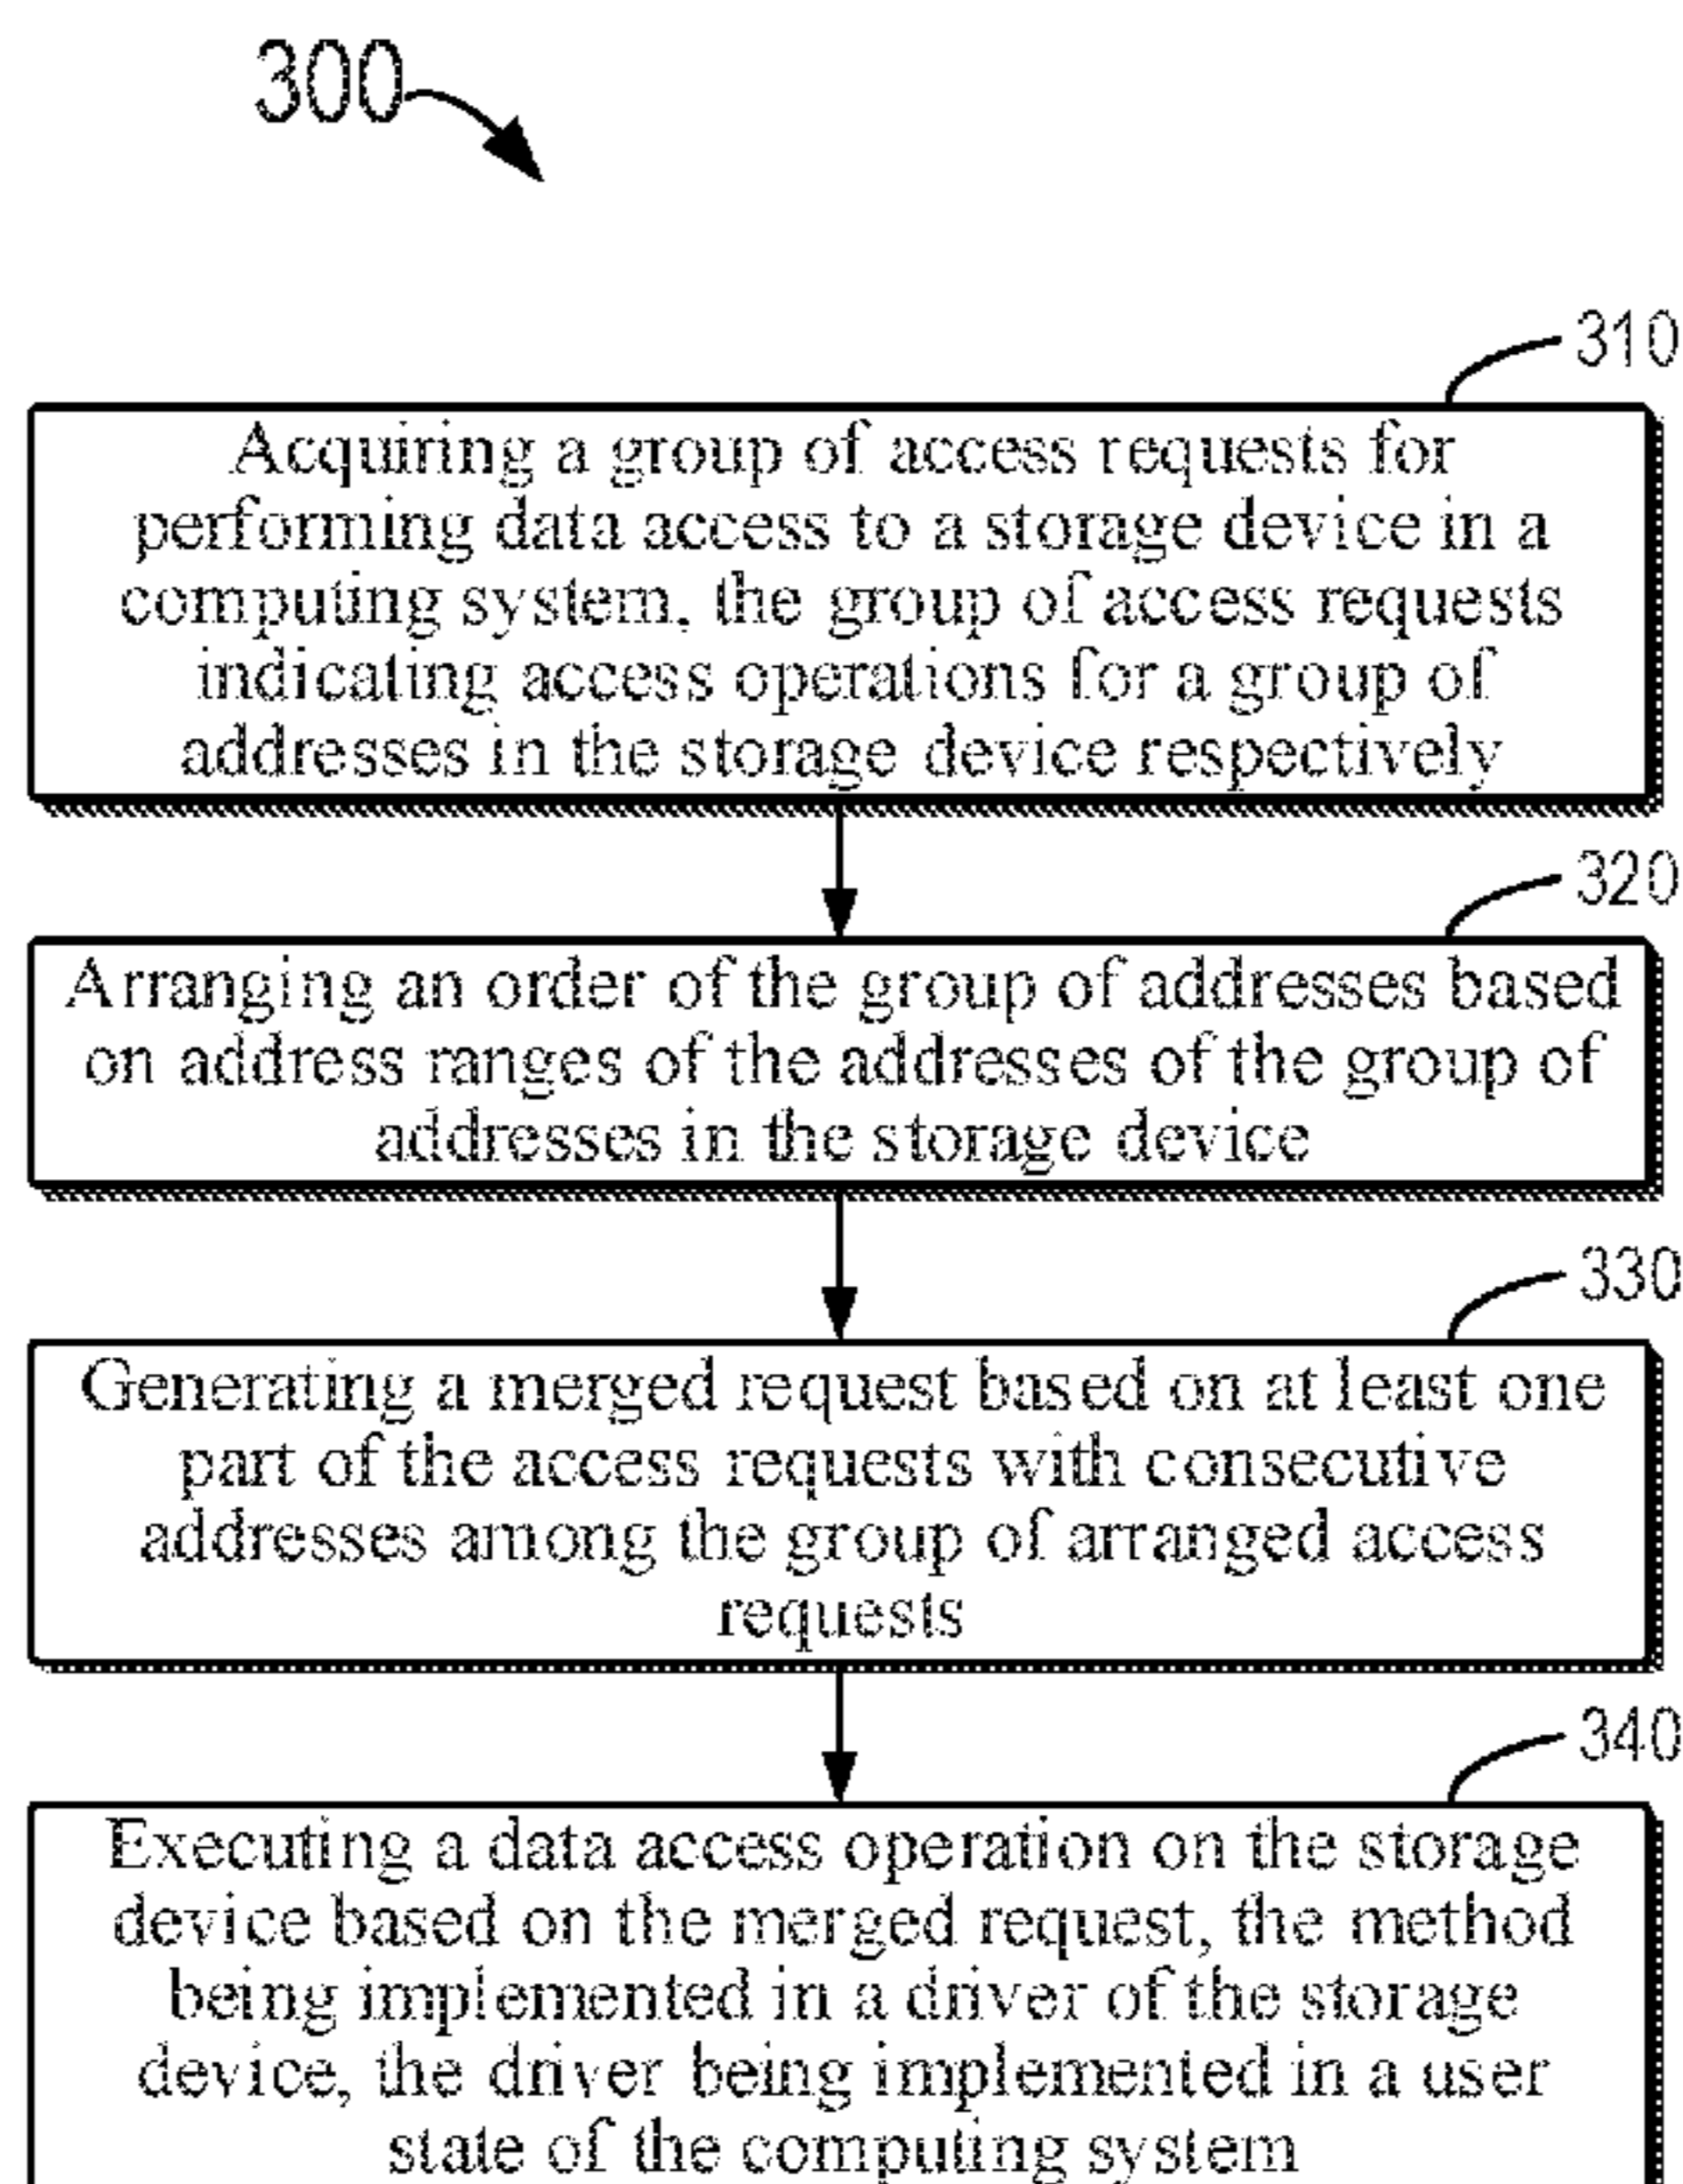 300
310
Acquiring a group of access requests for
performing data access to a storage device in a
computing system, the group of access requests
indicating access operations for a group of
addresses in the storage device respectively
320
Arranging an order of the group of addresses based
on address ranges of the addresses of the group of
addresses in the storage device
330
Generating a merged request based on at least one
part of the access requests with consecutive
addresses among the group of arranged access
requests
340
Executing a data access operation on the storage
device based on the merged request, the method
being implemented in a driver of the storage
device, the driver being implemented in a user
state of the computing system